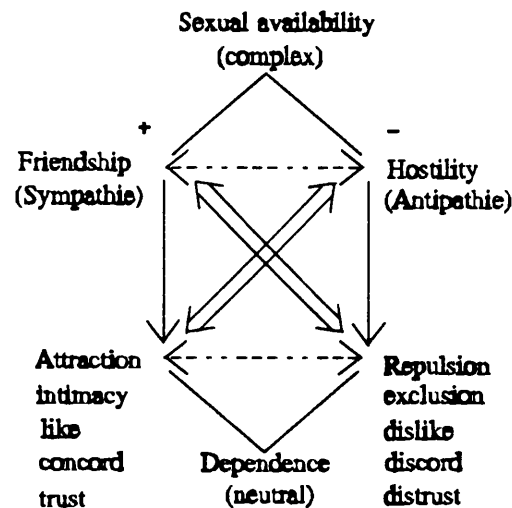 Sexual availability
(complex)
+
−
Friendship
(Sympathie)
Hostility
(Antipathie)
Attraction
intimacy
like
concord
trust
Dependence
(neutral)
Repulsion
exclusion
dislike
discord
distrust